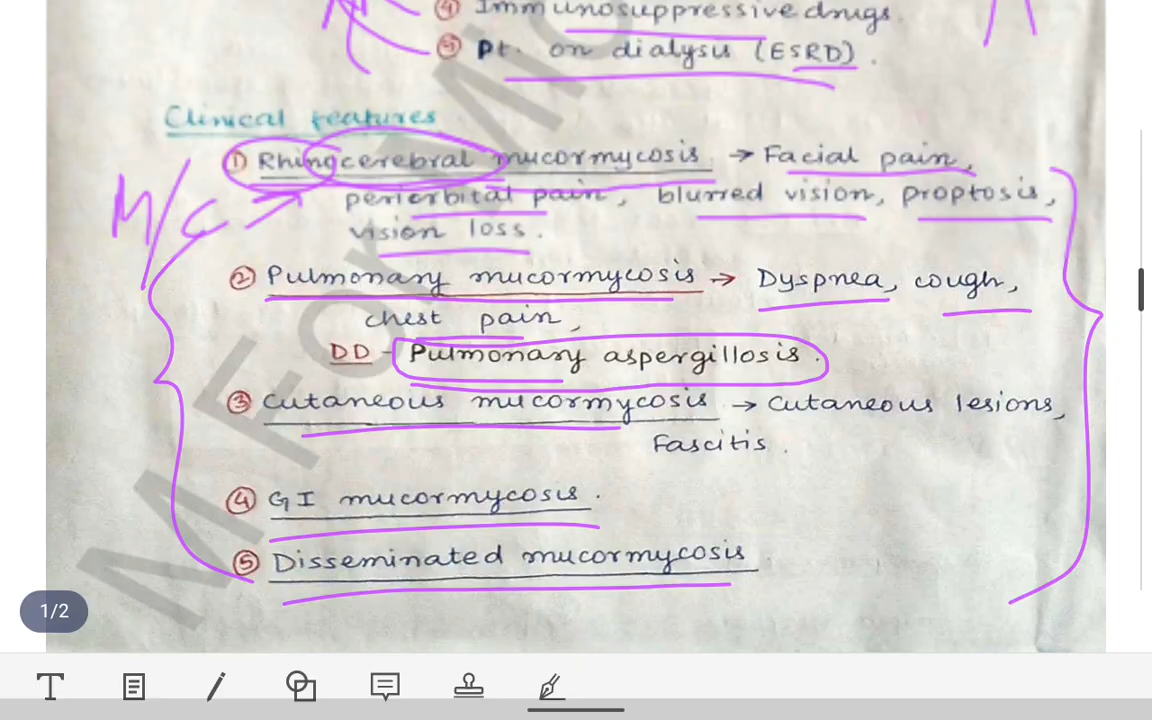 ④ Immunosuppressive drugs.
⑤ Pt. on dialysis (ESRD).
Clinical features
① Rhinocerebral mucormycosis → Facial pain,
M/C → periorbital pain, blurred vision, proptosis,
vision loss.
② Pulmonary mucormycosis → Dyspnea, cough,
chest pain,
DD - Pulmonary aspergillosis.
③ Cutaneous mucormycosis → Cutaneous lesions,
Fascitis.
④ GI mucormycosis.
⑤ Disseminated mucormycosis.
1/2
T